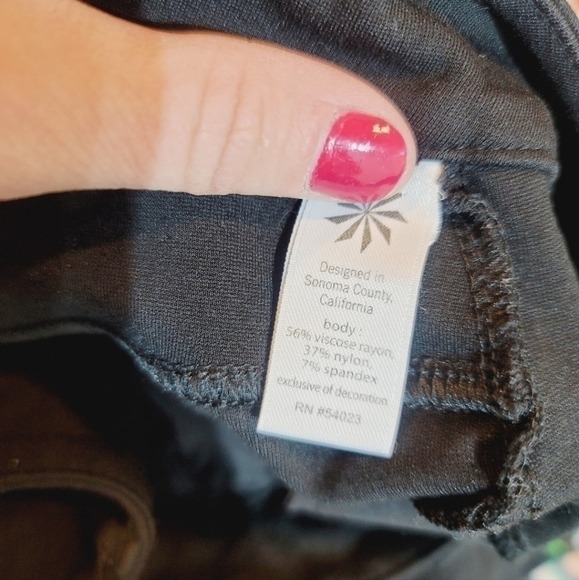 Designed in
Sonoma County,
California
body :
56% viscose rayon,
37% nylon,
7% spandex
exclusive of decoration
RN #54023